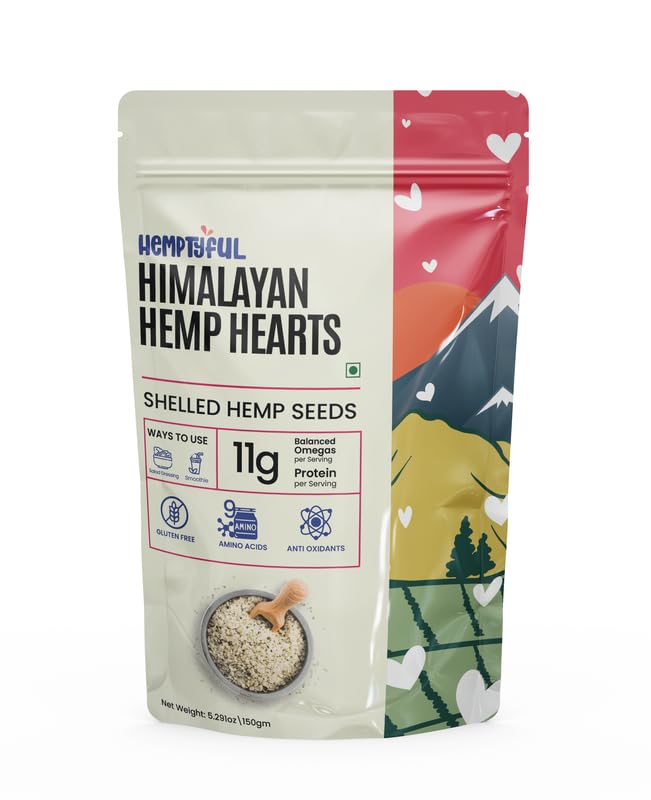 HEMPTYFUL
HIMALAYAN
HEMP HEARTS
SHELLED HEMP SEEDS
WAYS TO USE
Salad Dressing
Smoothie
11g
Balanced
Omegas
per Serving
Protein
per Serving
GLUTEN FREE
9
AMINO
AMINO ACIDS
ANTI OXIDANTS
Net Weight: 5.291oz\150gm